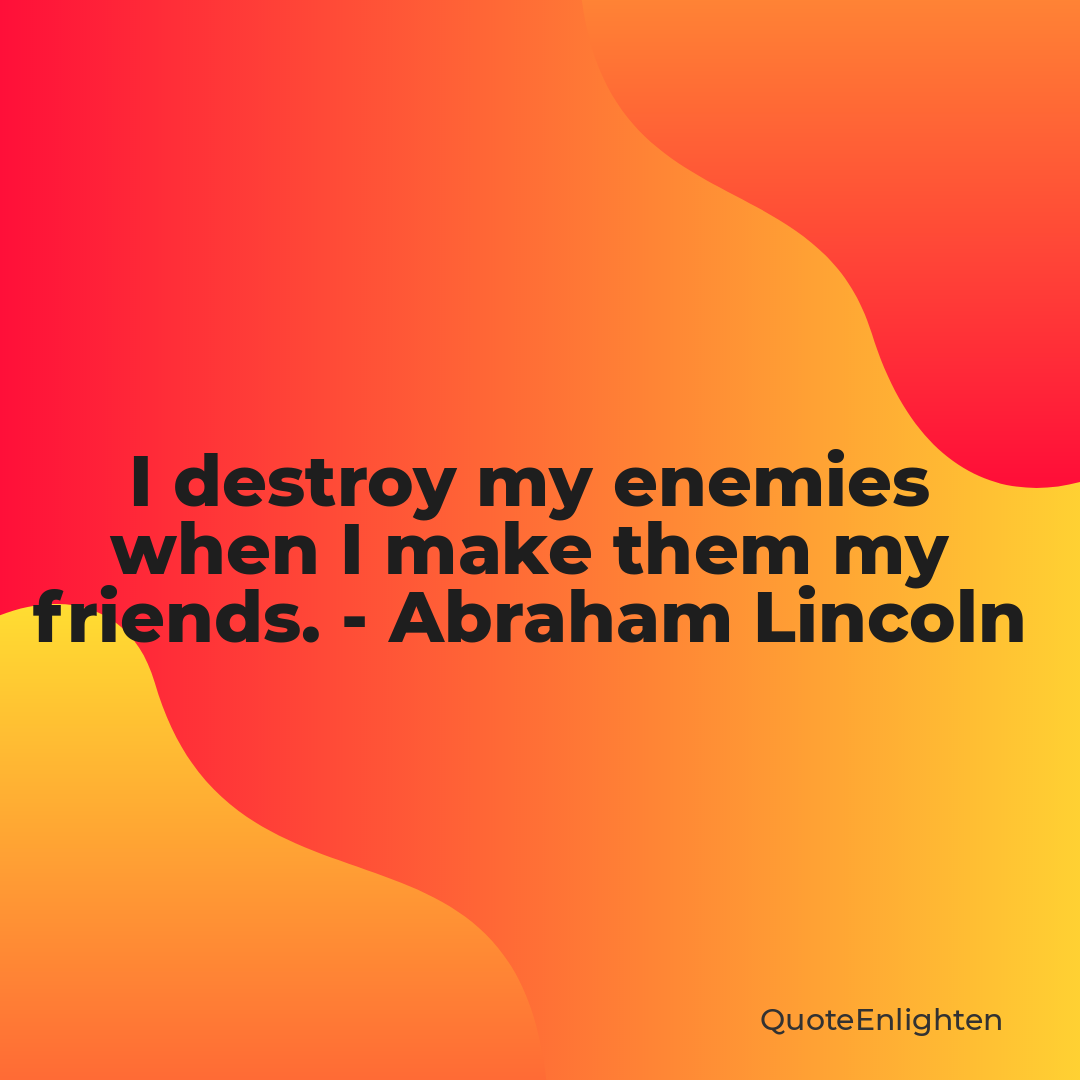 I destroy my enemies
when I make them my
friends. - Abraham Lincoln
QuoteEnlighten